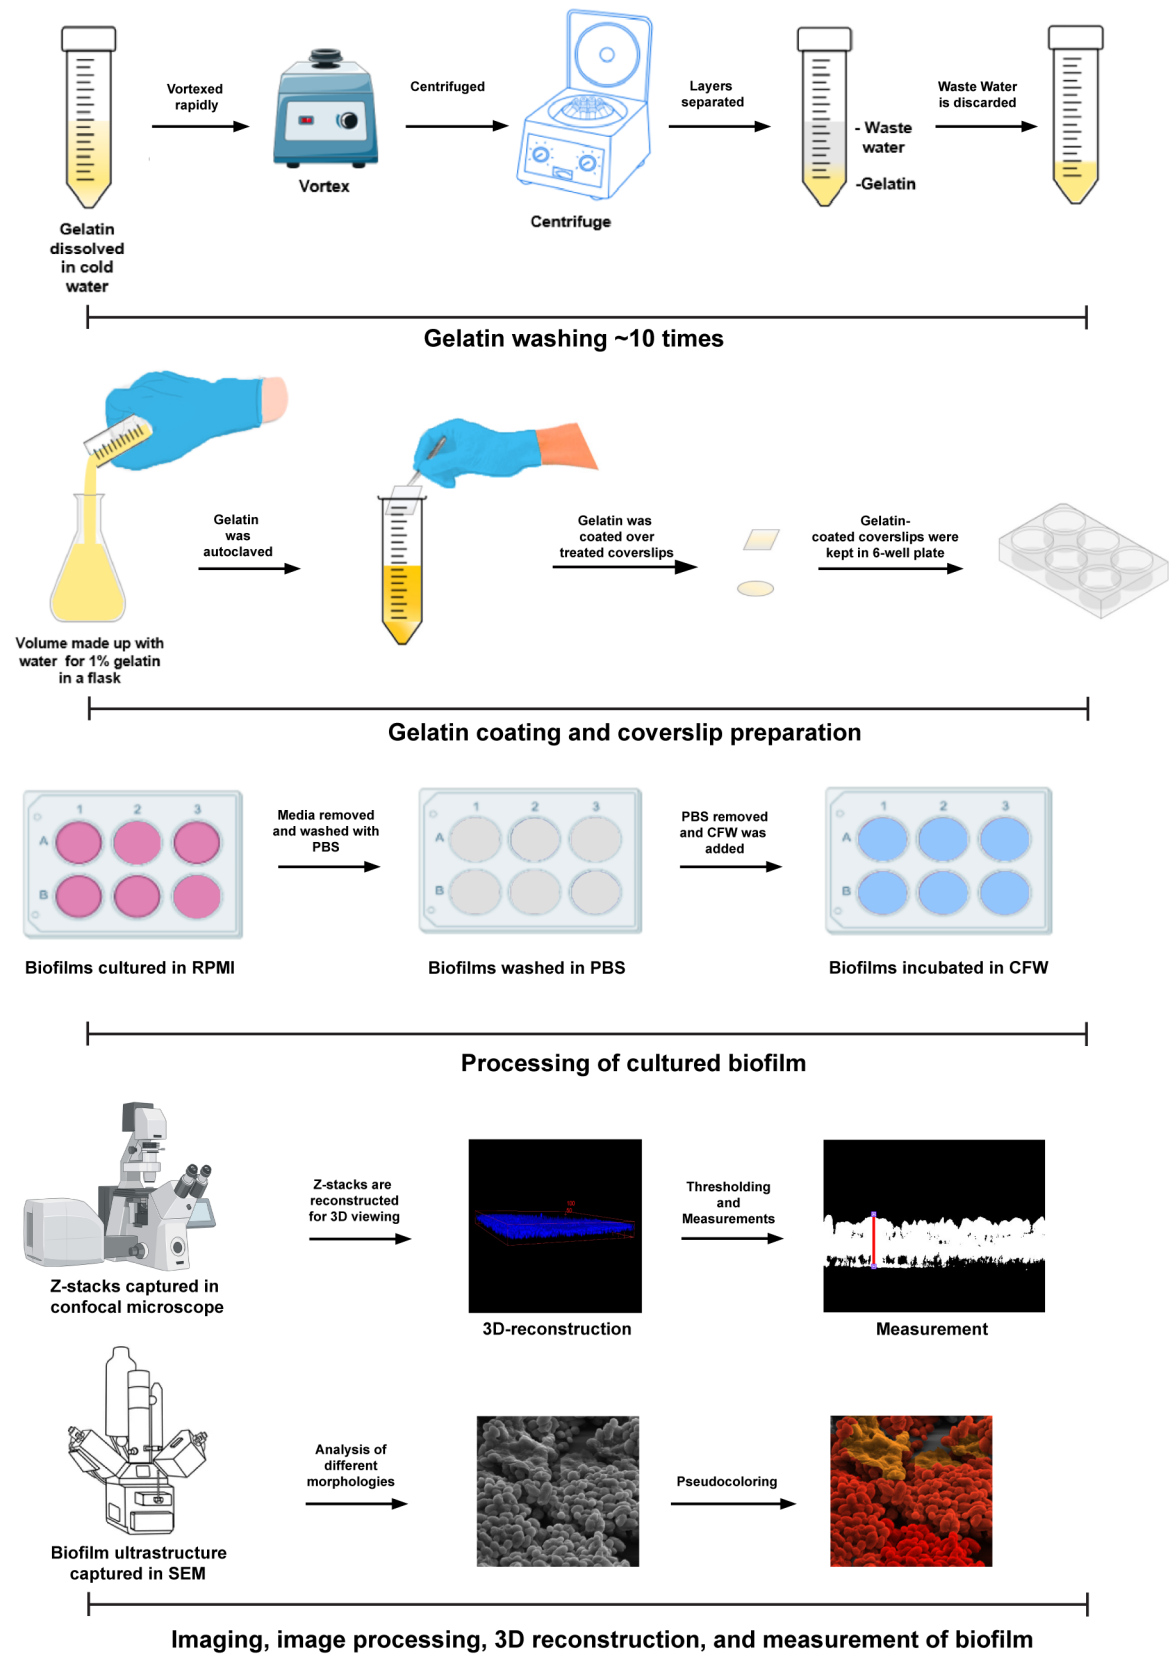 Vortexed
rapidly
Centrifuged
Layers
separated
Waste Water
is discarded
- Waste
water
-Gelatin
Vortex
Centrifuge
Gelatin
dissolved
in cold
water
Gelatin washing ~10 times
Gelatin
was
autoclaved
Gelatin was
coated over
treated coverslips
Gelatin-
coated coverslips were
kept in 6-well plate
Volume made up with
water for 1% gelatin
in a flask
Gelatin coating and coverslip preparation
1 2 3
A
B
Media removed
and washed with
PBS
1 2 3
A
B
PBS removed
and CFW was
added
1 2 3
A
B
Biofilms cultured in RPMI
Biofilms washed in PBS
Biofilms incubated in CFW
Processing of cultured biofilm
Z-stacks are
reconstructed
for 3D viewing
100
50
Thresholding
and
Measurements
Z-stacks captured in
confocal microscope
3D-reconstruction
Measurement
Analysis of
different
morphologies
Pseudocoloring
Biofilm ultrastructure
captured in SEM
Imaging, image processing, 3D reconstruction, and measurement of biofilm